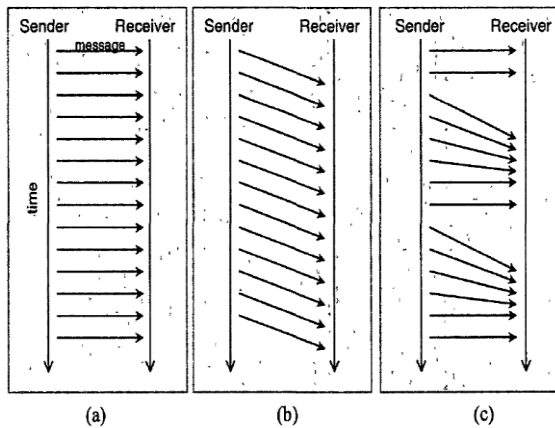 Sender Receiver
message
time
(a)
Sender Receiver
(b)
Sender Receiver
(c)